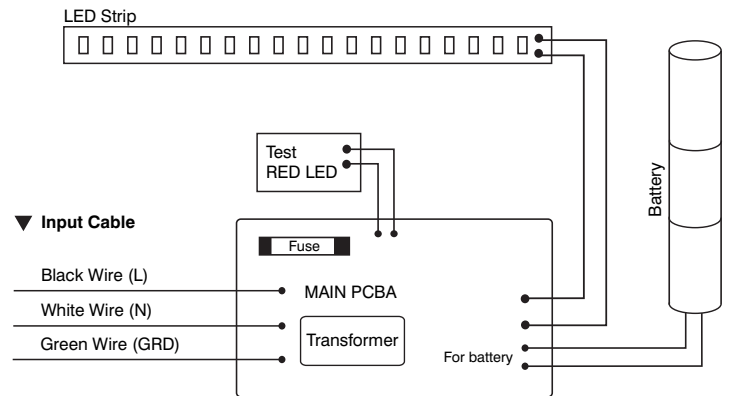 LED Strip
Test
RED LED
Battery
▼ Input Cable
Fuse
Black Wire (L)
MAIN PCBA
White Wire (N)
Transformer
Green Wire (GRD)
For battery